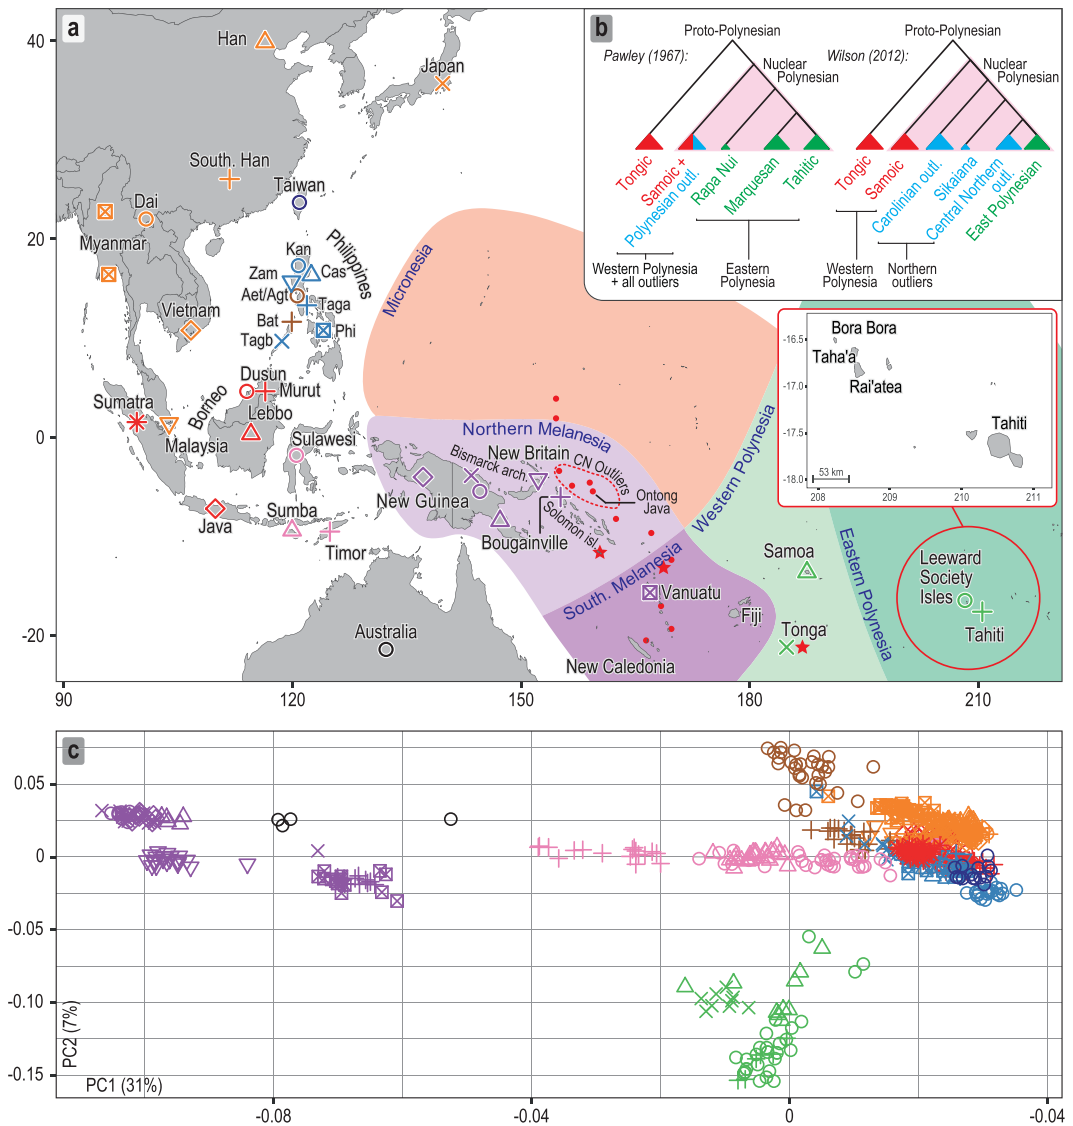 a
40
20
0
-20
90
120
150
180
210
Han
Japan
South. Han
Taiwan
Dai
Myanmar
Vietnam
Kan
Philippines
Zam
Cas
Aet/Agt
Taga
Bat
Phi
Tagb
Dusun
Murut
Borneo
Lebbo
Sumatra
Malaysia
Sulawesi
Java
Sumba
Timor
Australia
Micronesia
Northern Melanesia
New Britain
Bismarck arch.
CN Outliers
New Guinea
Ontong
Java
Solomon isl.
Bougainville
South. Melanesia
Vanuatu
Fiji
New Caledonia
Western Polynesia
Samoa
Tonga
Eastern Polynesia
Leeward
Society
Isles
Tahiti
b
Pawley (1967):
Proto-Polynesian
Nuclear
Polynesian
Tongic
Samoic +
Polynesian outl.
Rapa Nui
Marquesan
Tahitic
Western Polynesia
+ all outliers
Eastern
Polynesia
Wilson (2012):
Proto-Polynesian
Nuclear
Polynesian
Tongic
Samoic
Carolinian outl.
Sikaiana
Central Northern
outl.
East Polynesian
Western
Polynesia
Northern
outliers
-16.5
-17.0
-17.5
-18.0
Bora Bora
Taha'a
Rai'atea
Tahiti
53 km
208
209
210
211
c
0.05
0
-0.05
-0.10
-0.15
PC2 (7%)
PC1 (31%)
-0.08
-0.04
0
-0.04